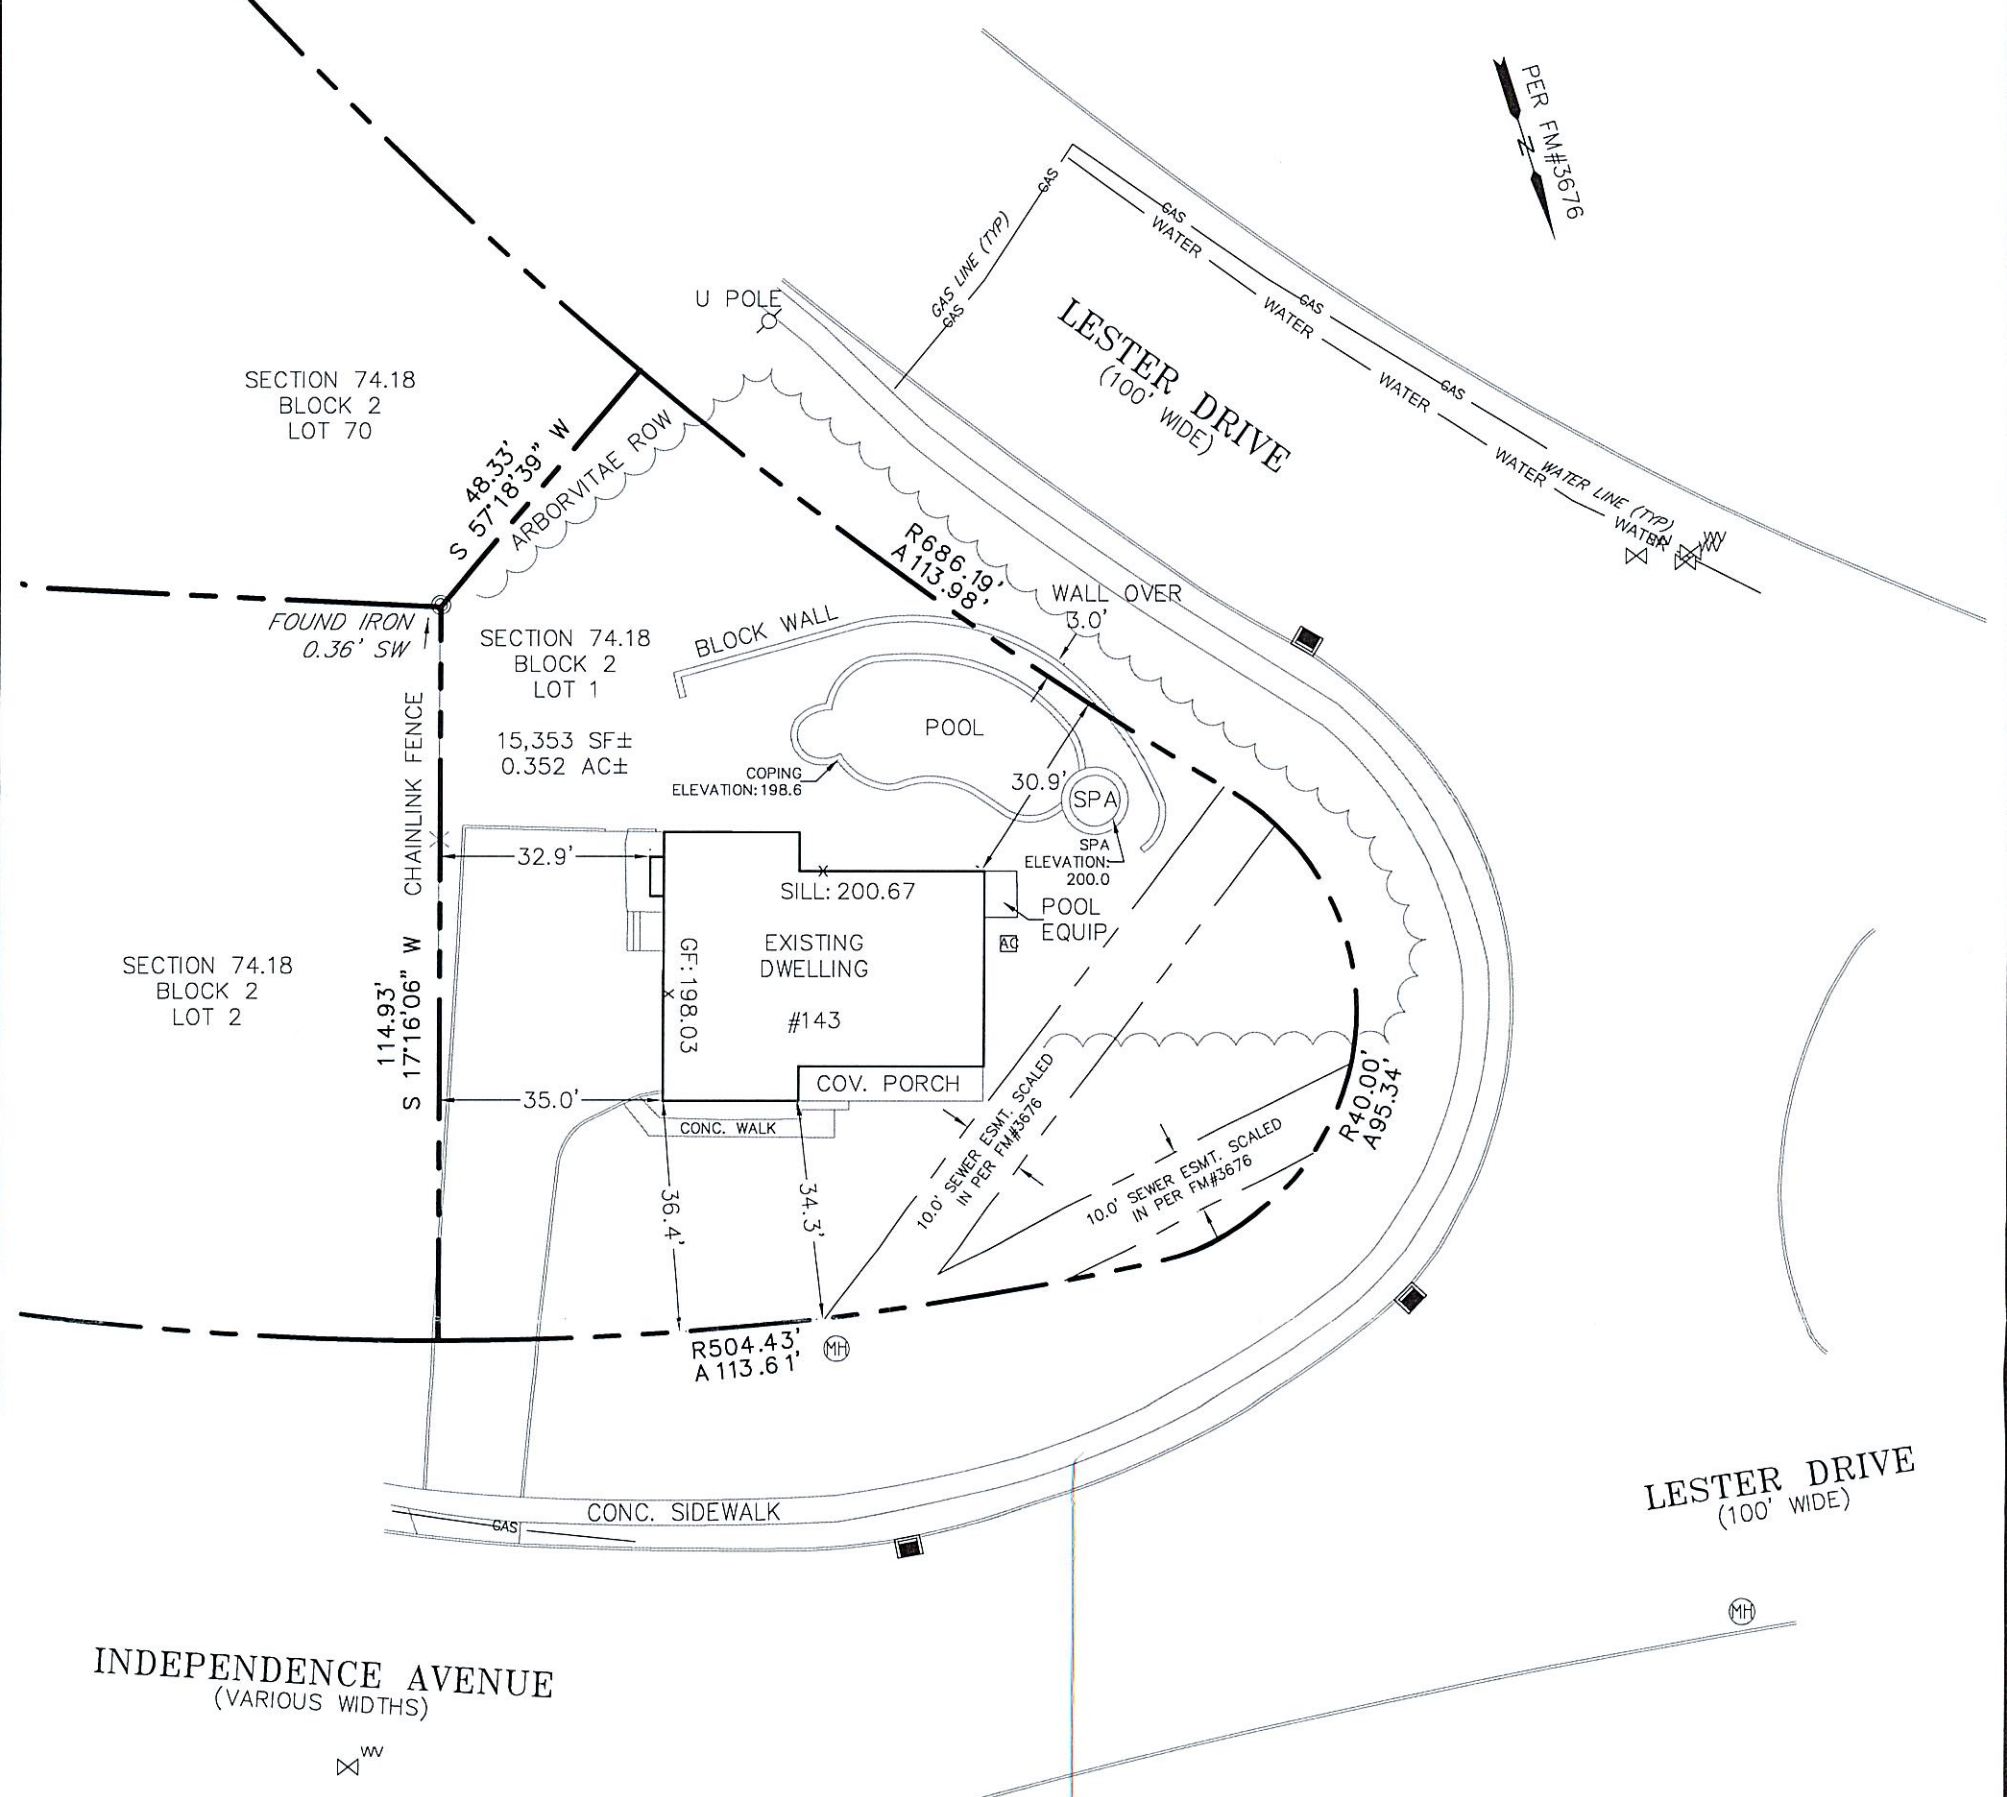 PER FM#3676
N
GAS
GAS LINE (TYP)
GAS
GAS
WATER
GAS
WATER
GAS
WATER
WATER
WATER LINE (TYP)
WATER
WV
LESTER DRIVE
(100' WIDE)
U POLE
SECTION 74.18
BLOCK 2
LOT 70
48.33'
S 57°18'39" W
ARBORVITAE ROW
R686.19'
A 113.98'
WALL OVER
3.0'
FOUND IRON
0.36' SW
SECTION 74.18
BLOCK 2
LOT 1
15,353 SF±
0.352 AC±
BLOCK WALL
POOL
COPING
ELEVATION:198.6
30.9'
SPA
SPA
ELEVATION:
200.0
CHAINLINK FENCE
32.9'
SILL: 200.67
POOL
EQUIP
AC
EXISTING
DWELLING
#143
GF:198.03
COV. PORCH
SECTION 74.18
BLOCK 2
LOT 2
114.93'
S 17°16'06" W
35.0'
CONC. WALK
36.4'
34.3'
10.0' SEWER ESMT. SCALED
IN PER FM#3676
10.0' SEWER ESMT. SCALED
IN PER FM#3676
R40.00'
A95.34'
R504.43'
A 113.61'
MH
CONC. SIDEWALK
GAS
LESTER DRIVE
(100' WIDE)
MH
INDEPENDENCE AVENUE
(VARIOUS WIDTHS)
WV